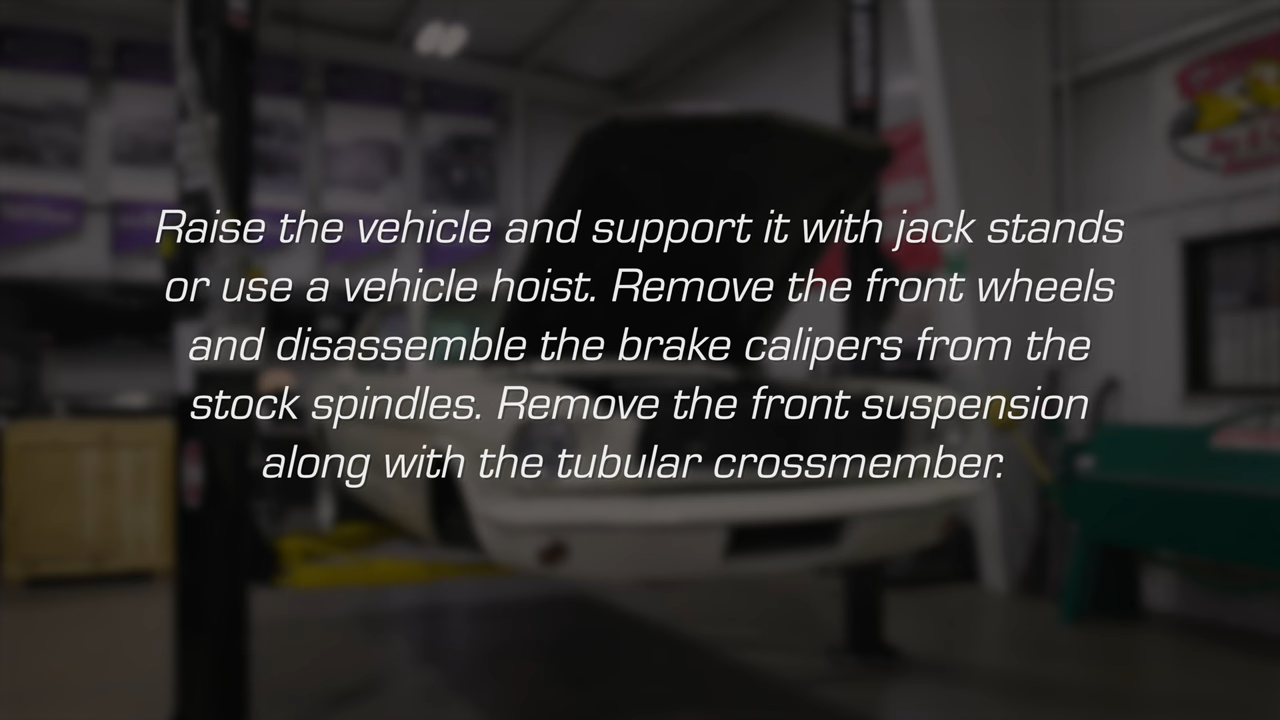 Raise the vehicle and support it with jack stands
or use a vehicle hoist. Remove the front wheels
and disassemble the brake calipers from the
stock spindles. Remove the front suspension
along with the tubular crossmember.